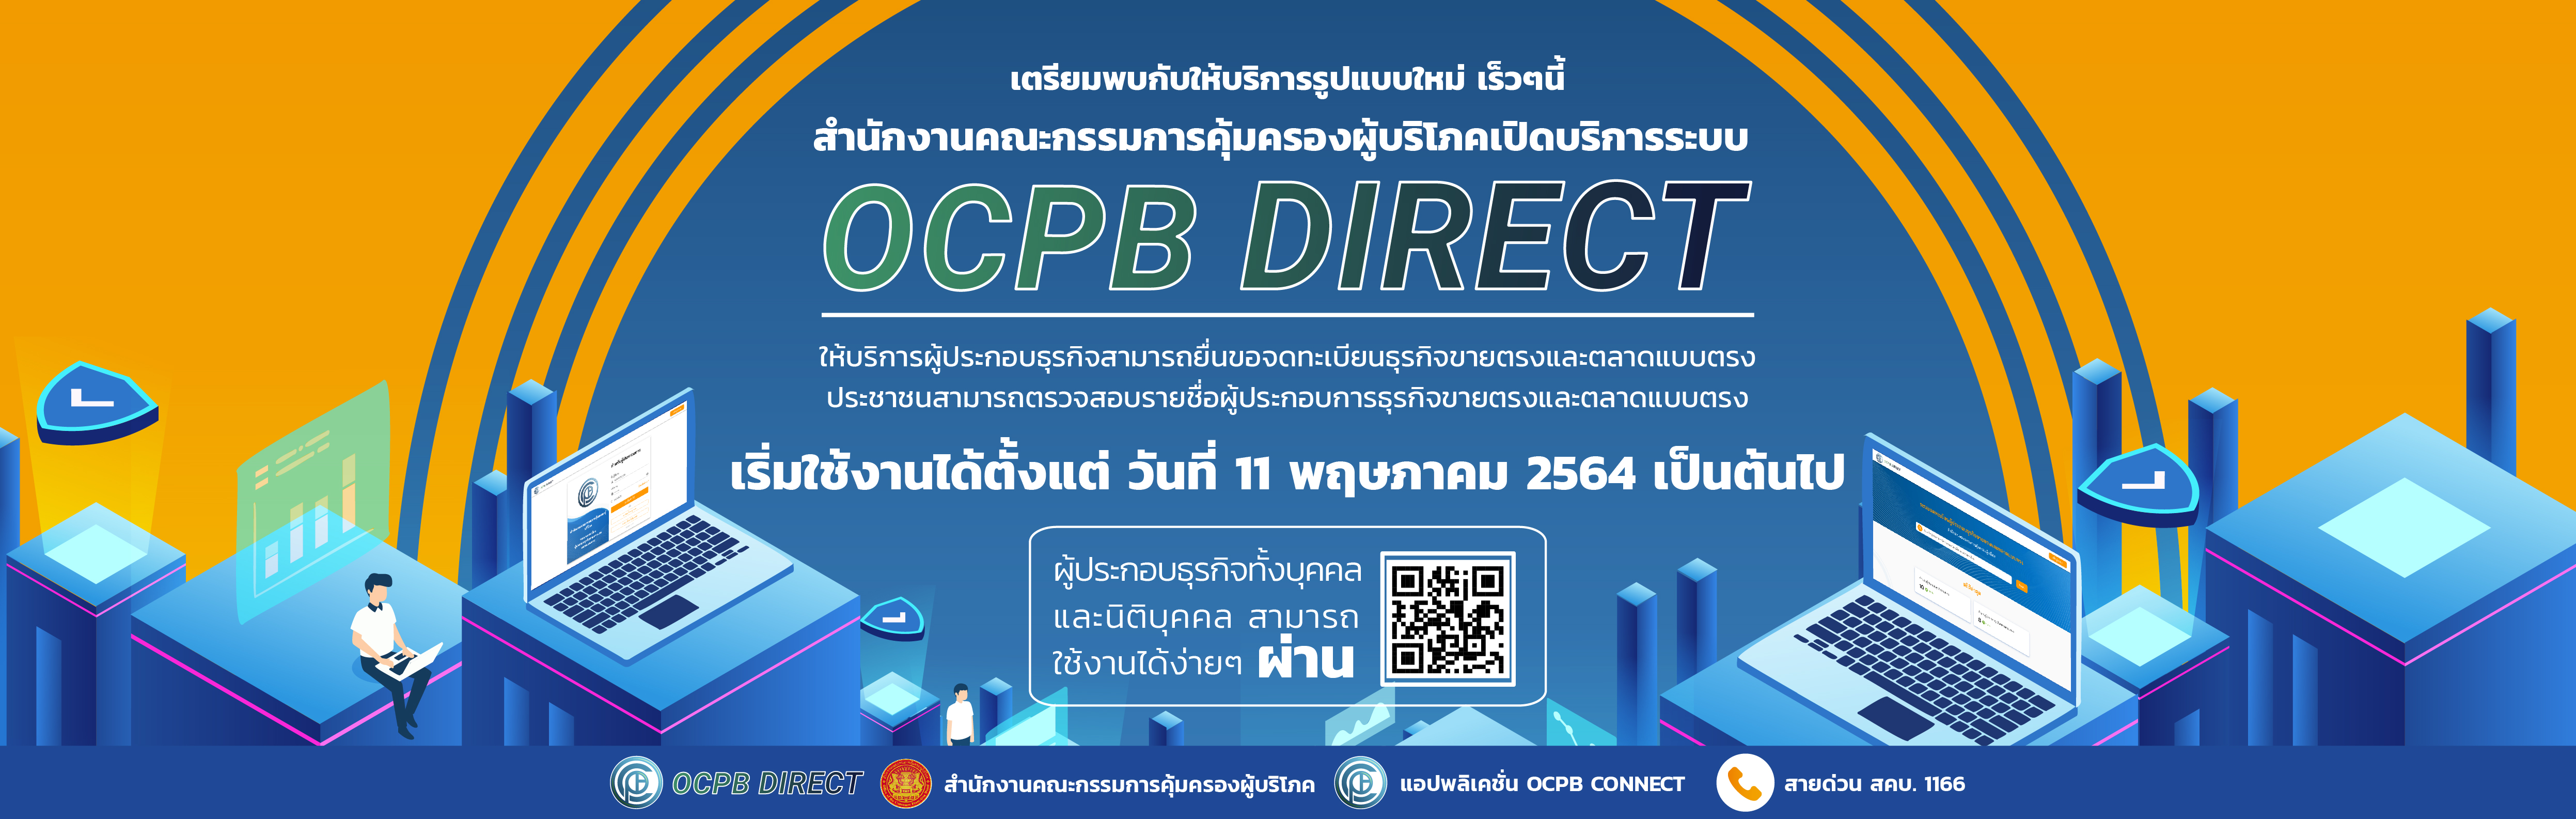 เตรียมพบกับให้บริการรูปแบบใหม่ เร็วๆนี้
สำนักงานคณะกรรมการคุ้มครองผู้บริโภคเปิดบริการระบบ
OCPB DIRECT
ให้บริการผู้ประกอบธุรกิจสามารถยื่นขอจดทะเบียนธุรกิจขายตรงและตลาดแบบตรง
ประชาชนสามารถตรวจสอบรายชื่อผู้ประกอบการธุรกิจขายตรงและตลาดแบบตรง
เริ่มใช้งานได้ตั้งแต่ วันที่ 11 พฤษภาคม 2564 เป็นต้นไป
ผู้ประกอบธุรกิจทั้งบุคคล
และนิติบุคคล สามารถ
ใช้งานได้ง่ายๆ ผ่าน
OCPB DIRECT สำนักงานคณะกรรมการคุ้มครองผู้บริโภค แอปพลิเคชั่น OCPB CONNECT สายด่วน สคบ. 1166